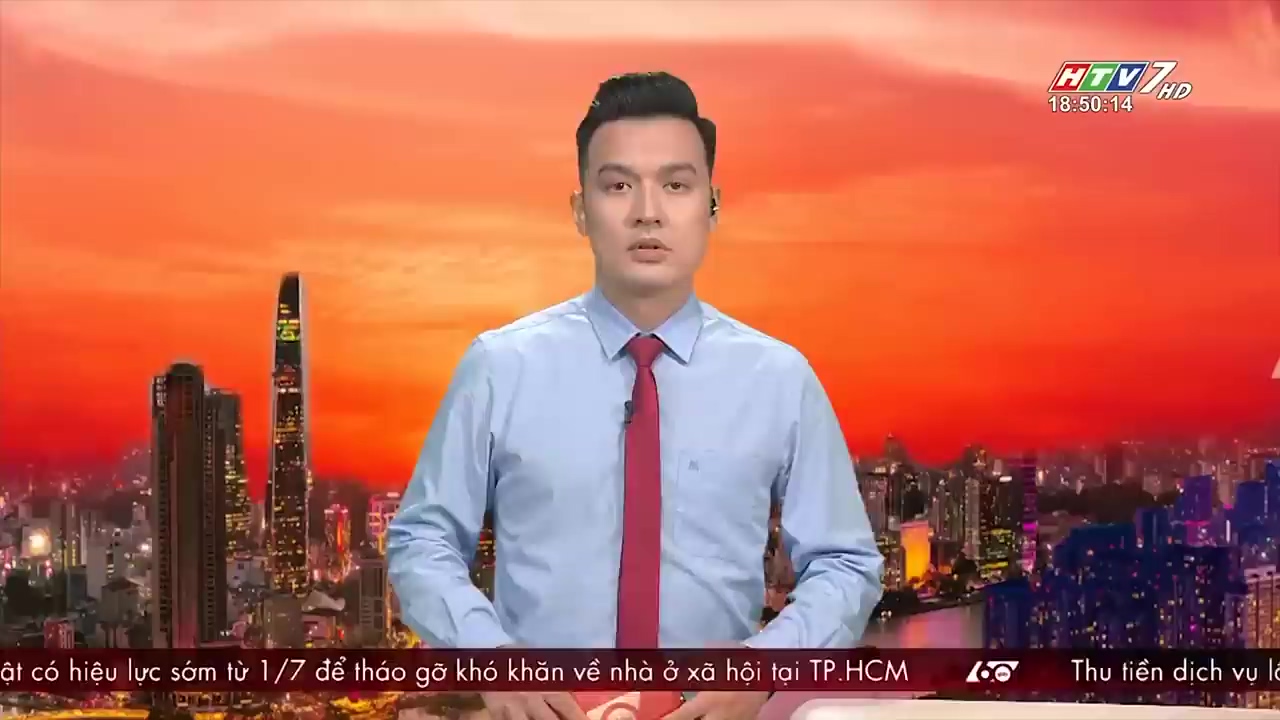 HTV7 HD
18:50:14
có hiệu lực sớm từ 1/7 để tháo gỡ khó khăn về nhà ở xã hội tại TP.HCM 60 Thu tiền dịch vụ